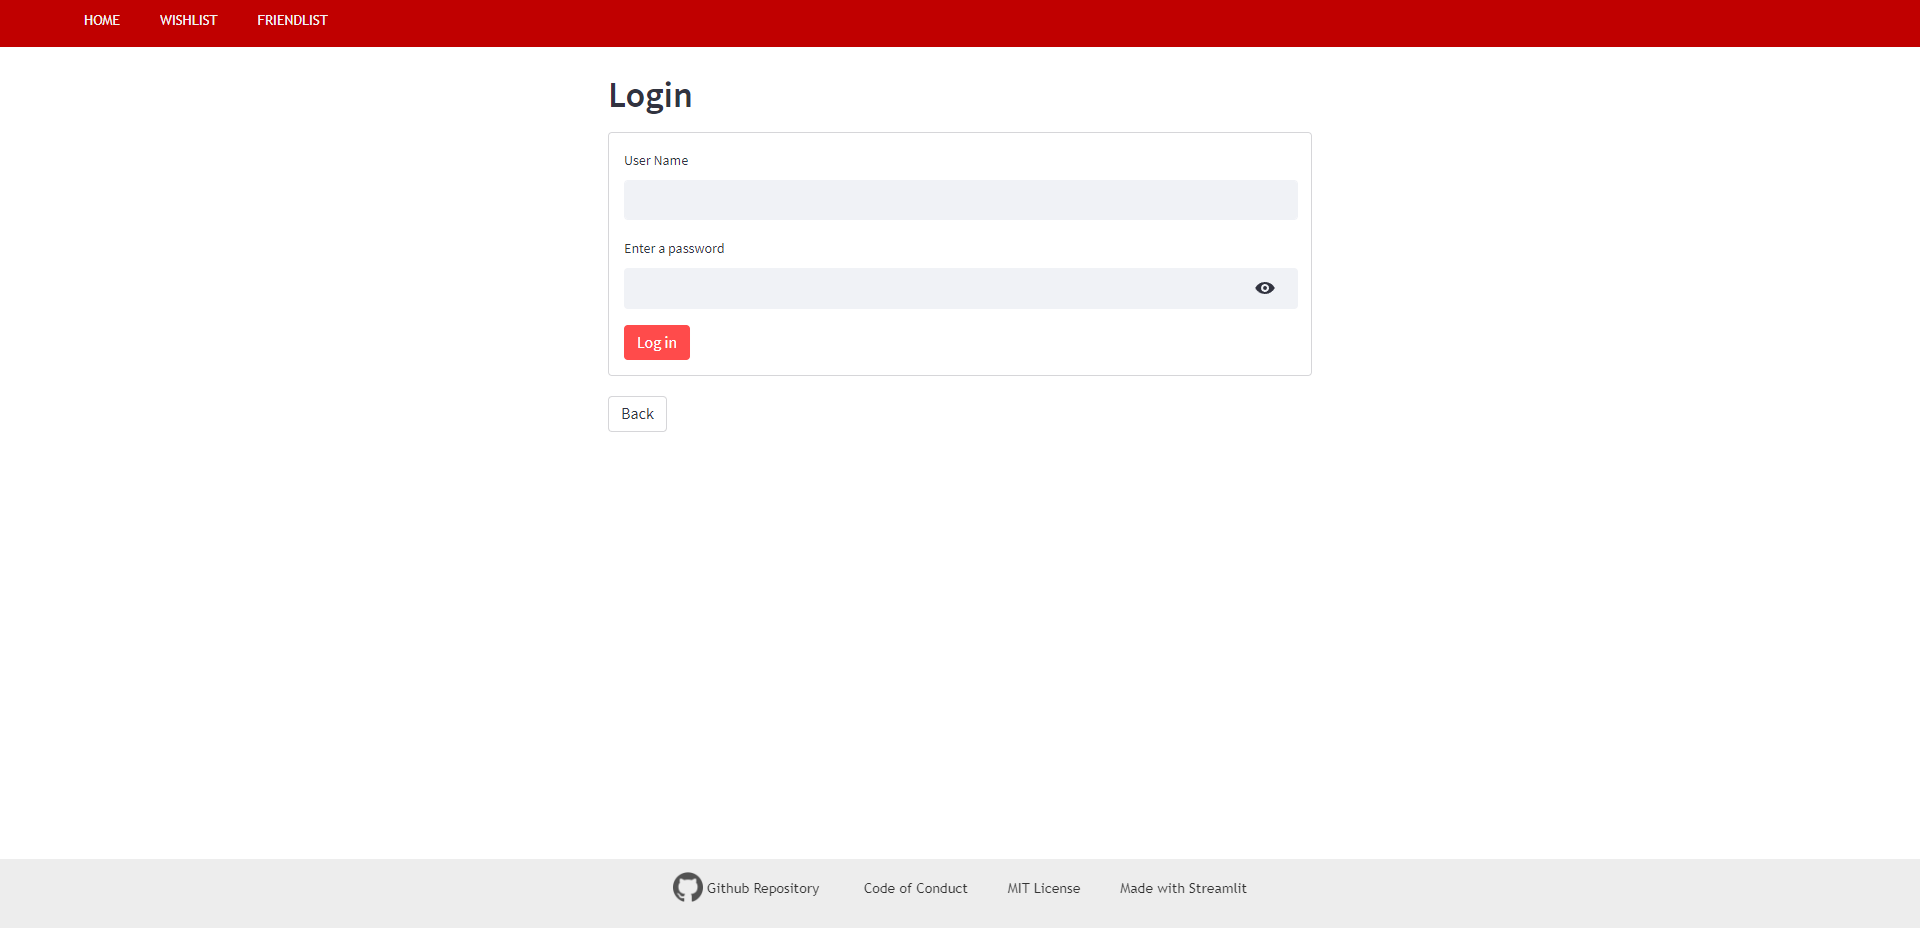 HOME WISHLIST FRIENDLIST
Login
User Name
Enter a password
Log in
Back
Github Repository Code of Conduct MIT License Made with Streamlit